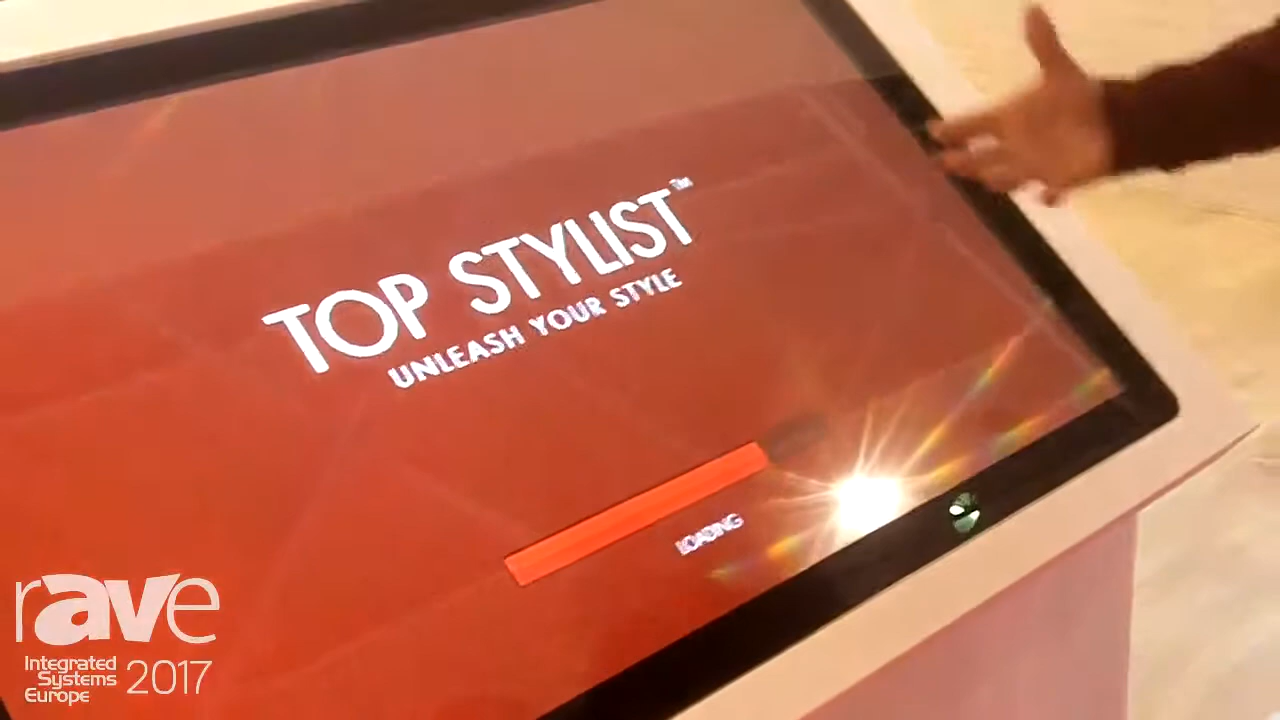 TOP STYLIST™
UNLEASH YOUR STYLE
LOADING
rAVe
Integrated
Systems
Europe
2017